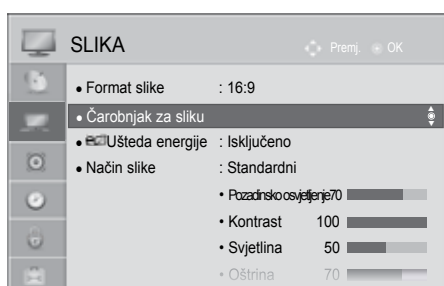 SLIKA
Premj. OK
• Format slike : 16:9
• Čarobnjak za sliku
• Ušteda energije : Isključeno
• Način slike : Standardni
• Pozadinsko osvjetljenje 70
• Kontrast 100
• Svjetlina 50
• Oštrina 70